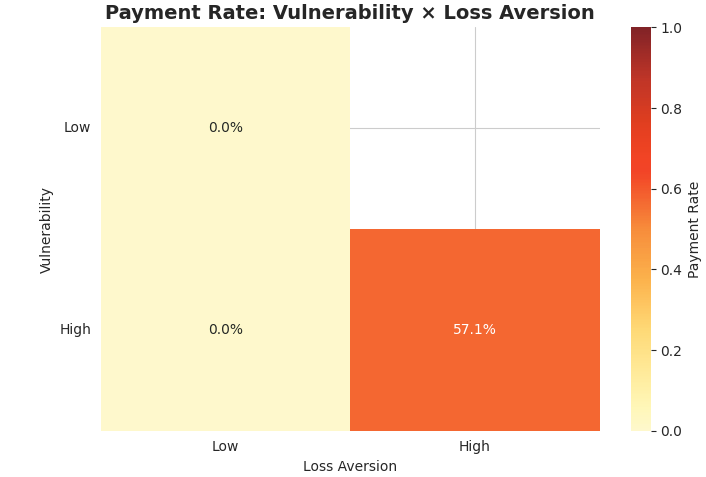 Payment Rate: Vulnerability × Loss Aversion
Vulnerability
Low
High
0.0%
0.0%
57.1%
Low
High
Loss Aversion
1.0
0.8
0.6
0.4
0.2
0.0
Payment Rate